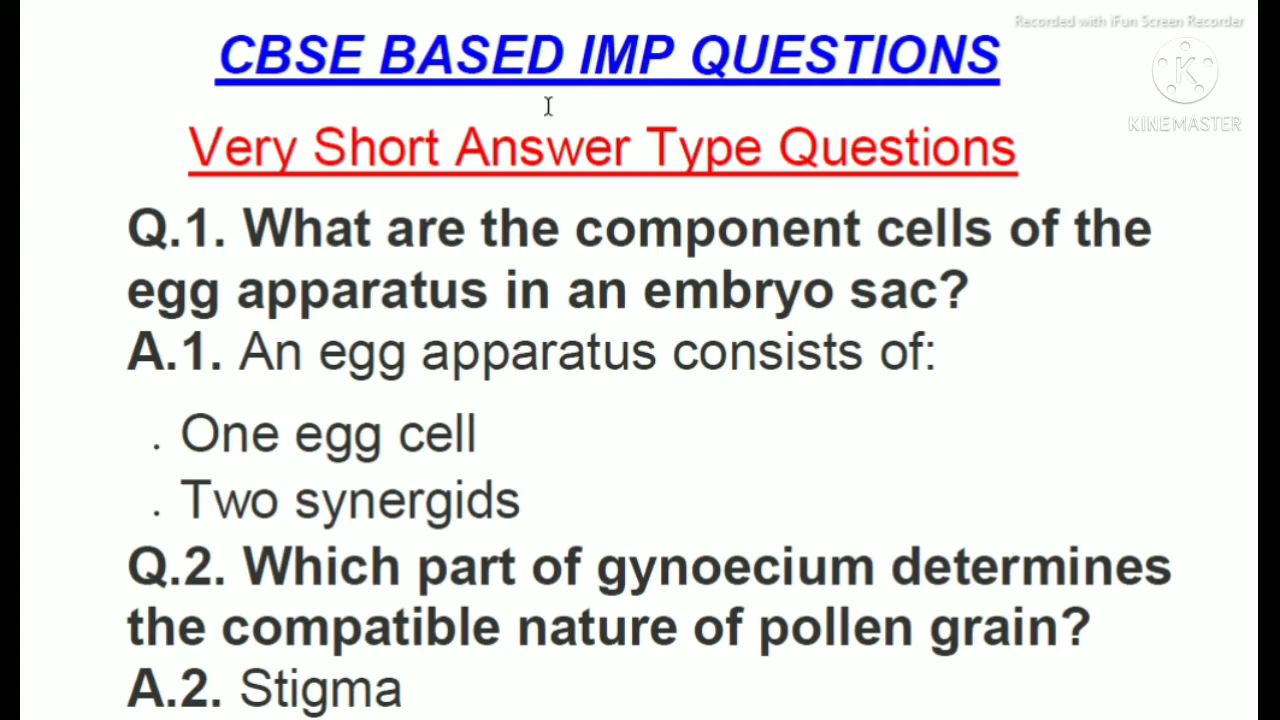 Recorded with iFun Screen Recorder
CBSE BASED IMP QUESTIONS
K
KINEMASTER
Very Short Answer Type Questions
Q.1. What are the component cells of the
egg apparatus in an embryo sac?
A.1. An egg apparatus consists of:
. One egg cell
. Two synergids
Q.2. Which part of gynoecium determines
the compatible nature of pollen grain?
A.2. Stigma